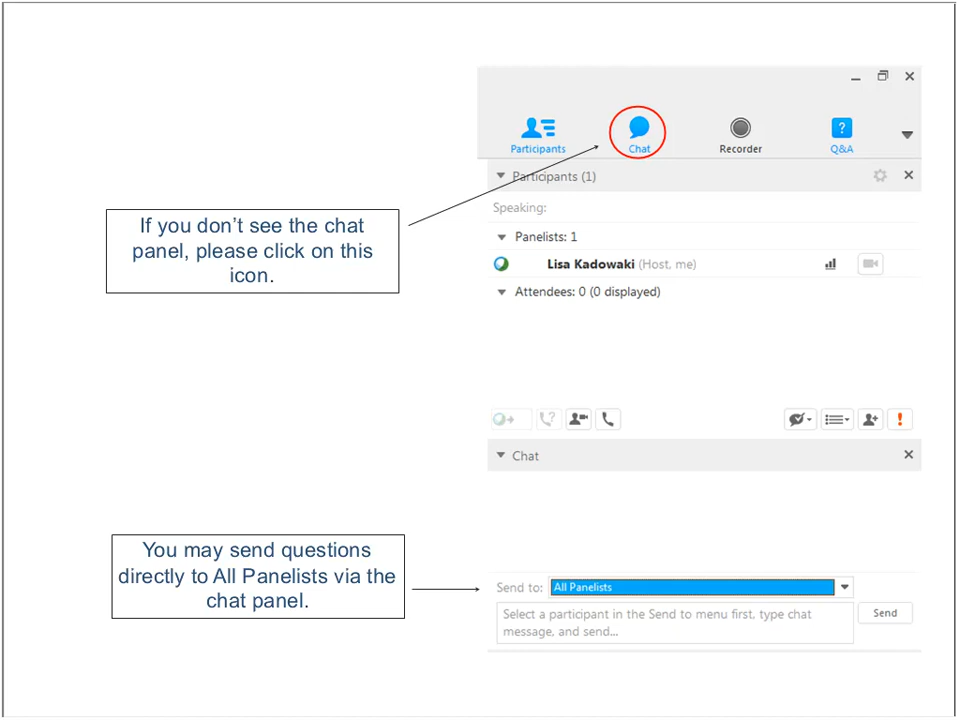 Participants
Chat
Recorder
Q&A
Participants (1)
Speaking:
If you don’t see the chat
panel, please click on this
icon.
Panelists: 1
Lisa Kadowaki (Host, me)
Attendees: 0 (0 displayed)
Chat
You may send questions
directly to All Panelists via the
chat panel.
Send to: All Panelists
Select a participant in the Send to menu first, type chat
message, and send...
Send